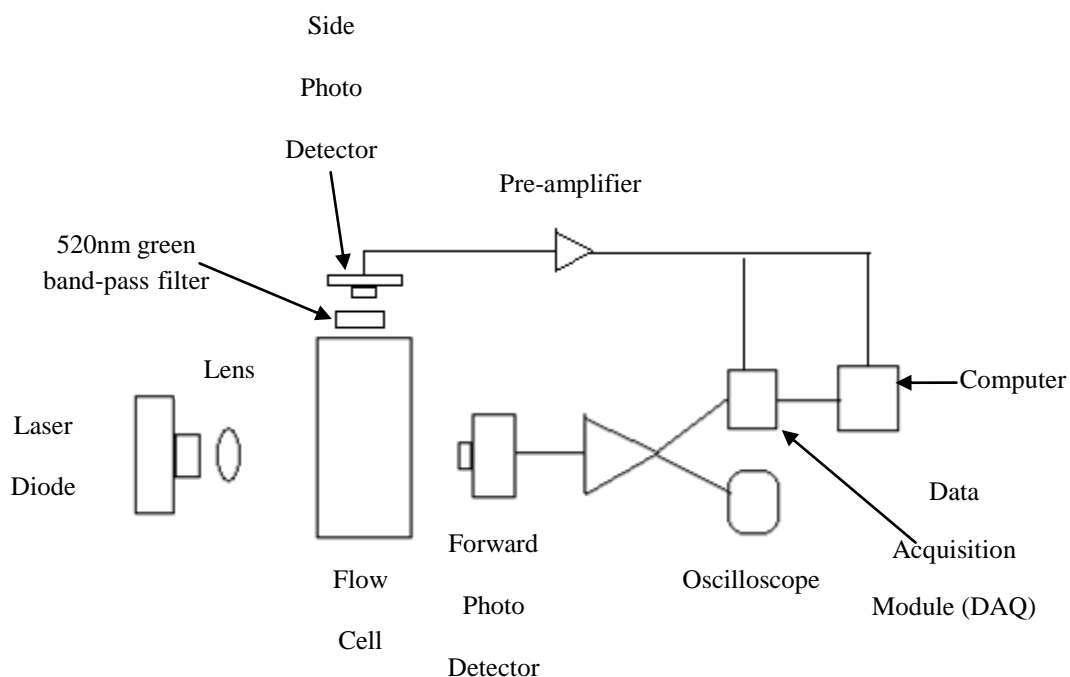 Side
Photo
Detector
Pre-amplifier
520nm green
band-pass filter
Lens
Computer
Laser
Diode
Data
Acquisition
Module (DAQ)
Forward
Photo
Detector
Oscilloscope
Flow
Cell